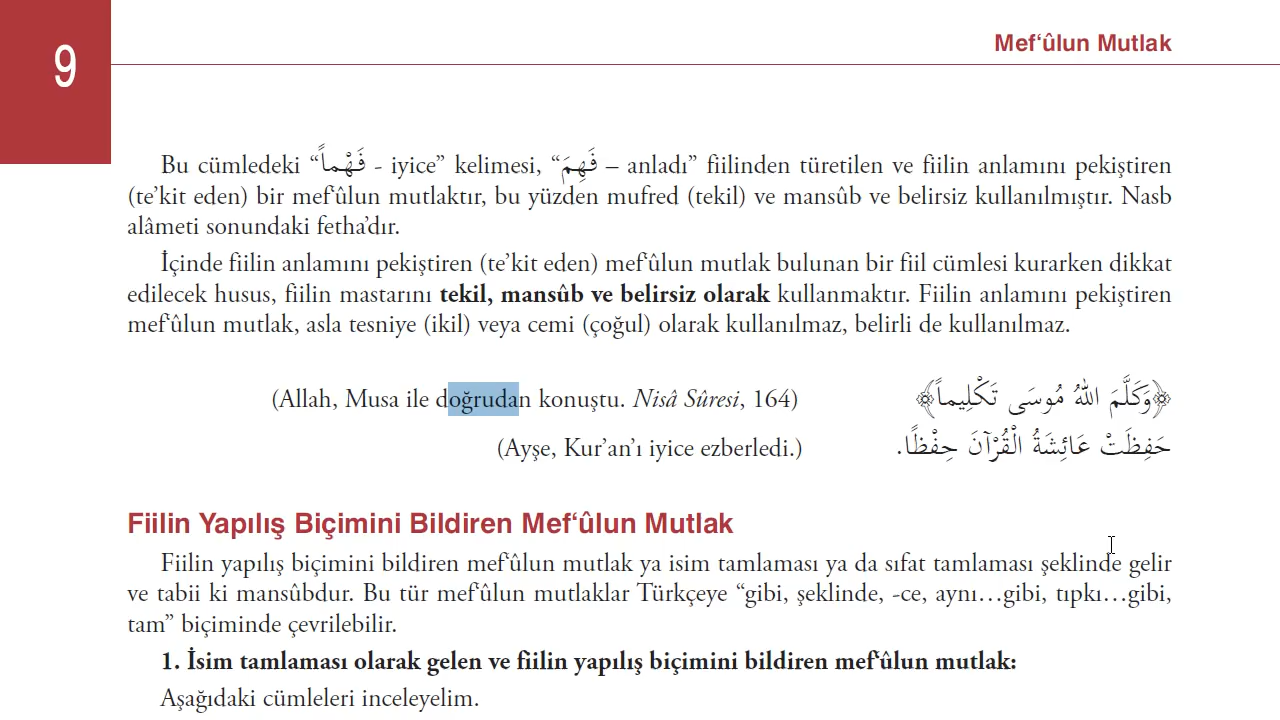 9
Mef‘ûlun Mutlak
Bu cümledeki “فَهْماً - iyice” kelimesi, “فَهِمَ – anladı” fiilinden türetilen ve fiilin anlamını pekiştiren
(te’kit eden) bir mef‘ûlun mutlaktır, bu yüzden mufred (tekil) ve mansûb ve belirsiz kullanılmıştır. Nasb
alâmeti sonundaki fetha’dır.
İçinde fiilin anlamını pekiştiren (te’kit eden) mef‘ûlun mutlak bulunan bir fiil cümlesi kurarken dikkat
edilecek husus, fiilin mastarını tekil, mansûb ve belirsiz olarak kullanmaktır. Fiilin anlamını pekiştiren
mef‘ûlun mutlak, asla tesniye (ikil) veya cemi (çoğul) olarak kullanılmaz, belirli de kullanılmaz.
(Allah, Musa ile doğrudan konuştu. Nisâ Sûresi, 164) ﴿وَكَلَّمَ اللهُ مُوسَى تَكْلِيماً﴾
(Ayşe, Kur’an’ı iyice ezberledi.) حَفِظَتْ عَائِشَةُ الْقُرْآنَ حِفْظًا.
Fiilin Yapılış Biçimini Bildiren Mef‘ûlun Mutlak
Fiilin yapılış biçimini bildiren mef‘ûlun mutlak ya isim tamlaması ya da sıfat tamlaması şeklinde gelir
ve tabii ki mansûbdur. Bu tür mef‘ûlun mutlaklar Türkçeye “gibi, şeklinde, -ce, aynı…gibi, tıpkı…gibi,
tam” biçiminde çevrilebilir.
1. İsim tamlaması olarak gelen ve fiilin yapılış biçimini bildiren mef‘ûlun mutlak:
Aşağıdaki cümleleri inceleyelim.